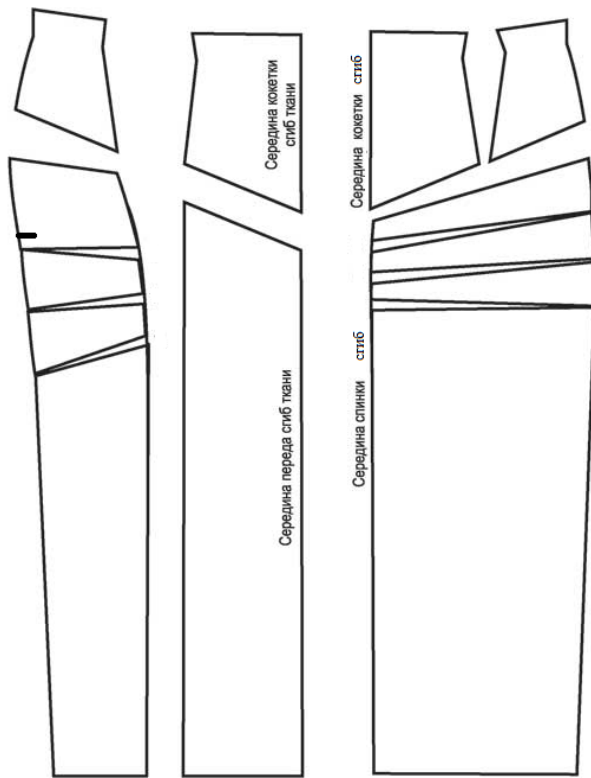 Середина кокетки
сгиб ткани
Середина кокетки сгиб
Середина переда сгиб ткани
Середина спинки сгиб